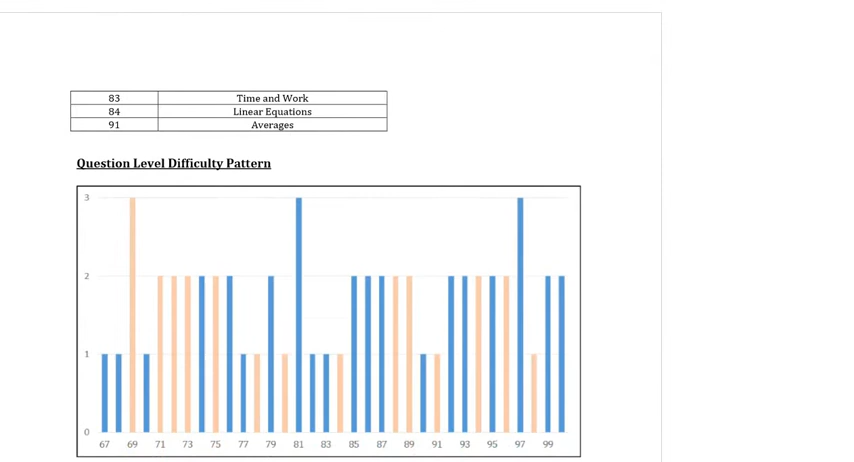 83 Time and Work
84 Linear Equations
91 Averages
Question Level Difficulty Pattern
3
2
1
0
67 69 71 73 75 77 79 81 83 85 87 89 91 93 95 97 99